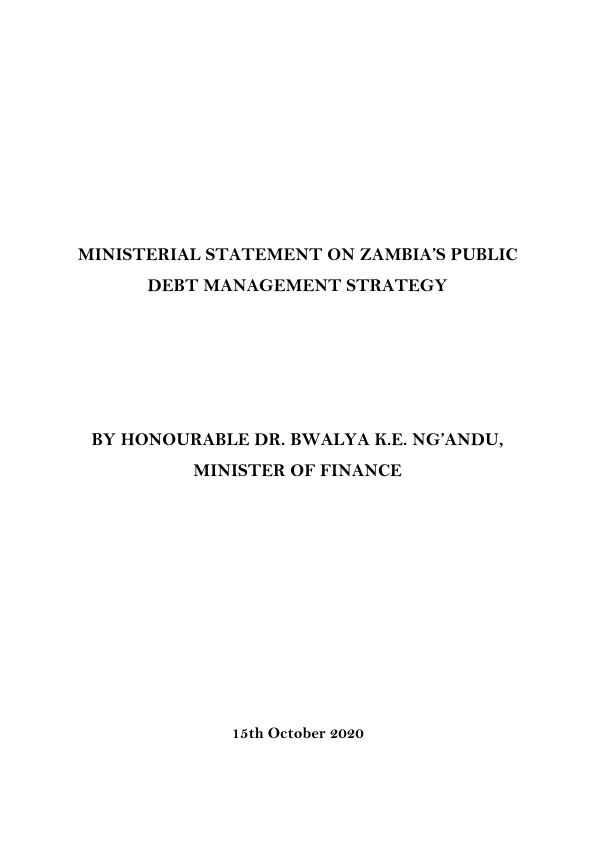 MINISTERIAL STATEMENT ON ZAMBIA’S PUBLIC
DEBT MANAGEMENT STRATEGY
BY HONOURABLE DR. BWALYA K.E. NG’ANDU,
MINISTER OF FINANCE
15th October 2020